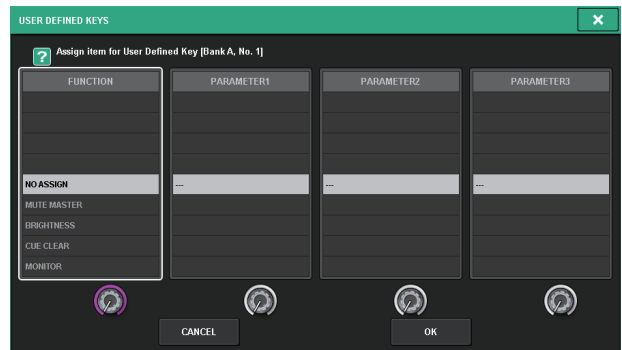 USER DEFINED KEYS
?
Assign item for User Defined Key [Bank A, No. 1]
FUNCTION PARAMETER1 PARAMETER2 PARAMETER3
NO ASSIGN --- --- ---
MUTE MASTER
BRIGHTNESS
CUE CLEAR
MONITOR
CANCEL OK